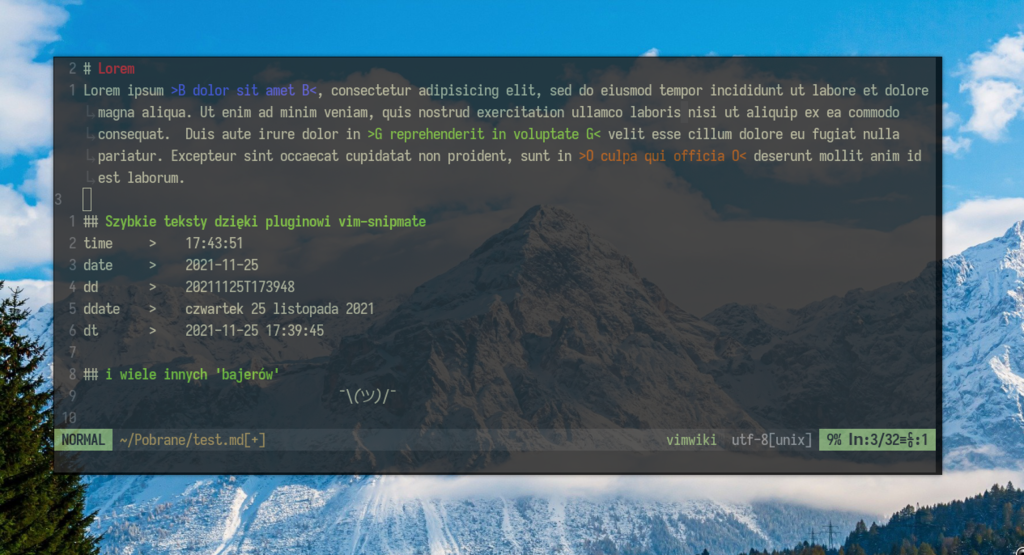 2 # Lorem
1 Lorem ipsum >B dolor sit amet B<, consectetur adipisicing elit, sed do eiusmod tempor incididunt ut labore et dolore
magna aliqua. Ut enim ad minim veniam, quis nostrud exercitation ullamco laboris nisi ut aliquip ex ea commodo
consequat.  Duis aute irure dolor in >G reprehenderit in voluptate G< velit esse cillum dolore eu fugiat nulla
pariatur. Excepteur sint occaecat cupidatat non proident, sunt in >O culpa qui officia O< deserunt mollit anim id
est laborum.
3
1 ## Szybkie teksty dzięki pluginowi vim-snipmate
2 time > 17:43:51
3 date > 2021-11-25
4 dd > 20211125T173948
5 ddate > czwartek 25 listopada 2021
6 dt > 2021-11-25 17:39:45
7
8 ## i wiele innych 'bajerów'
9 ¯\(ツ)/¯
10
NORMAL ~/Pobrane/test.md[+] vimwiki utf-8[unix] 9% ln:3/32≡℅:1